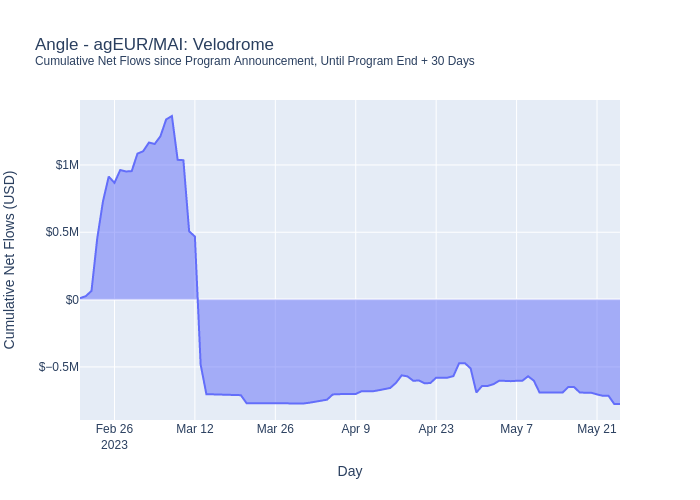 Angle - agEUR/MAI: Velodrome
Cumulative Net Flows since Program Announcement, Until Program End + 30 Days
Cumulative Net Flows (USD)
$1M
$0.5M
$0
$−0.5M
Feb 26
2023
Mar 12
Mar 26
Apr 9
Apr 23
May 7
May 21
Day